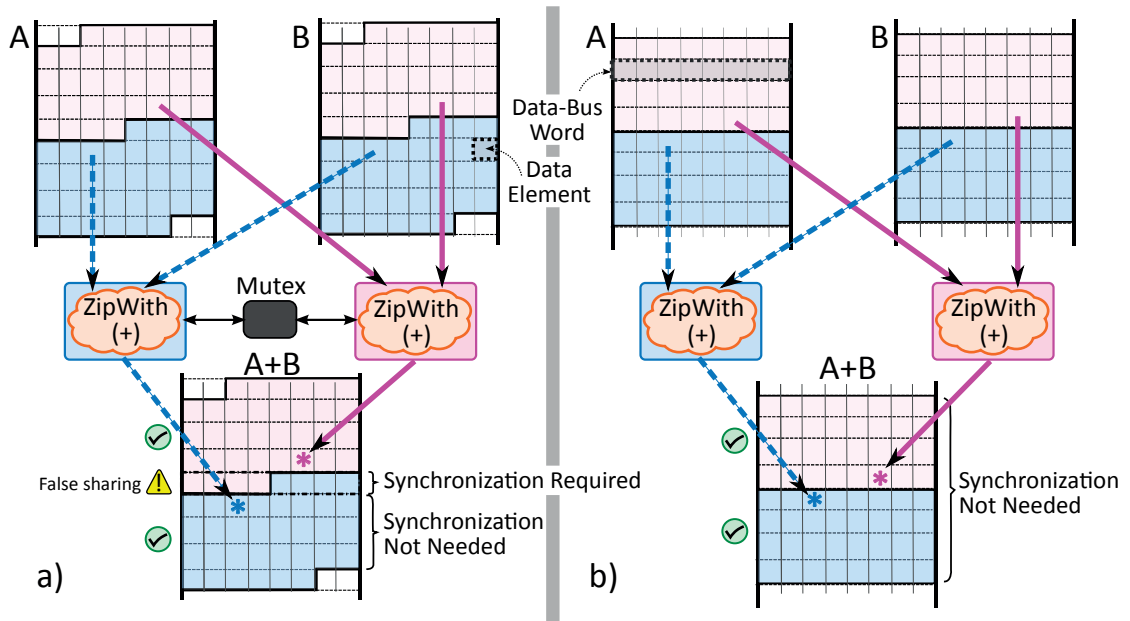 A
B
Data
Element
ZipWith
(+)
Mutex
ZipWith
(+)
A+B
*
*
False sharing
Synchronization Required
Synchronization
Not Needed
a)
A
B
Data-Bus
Word
ZipWith
(+)
ZipWith
(+)
A+B
*
*
Synchronization
Not Needed
b)